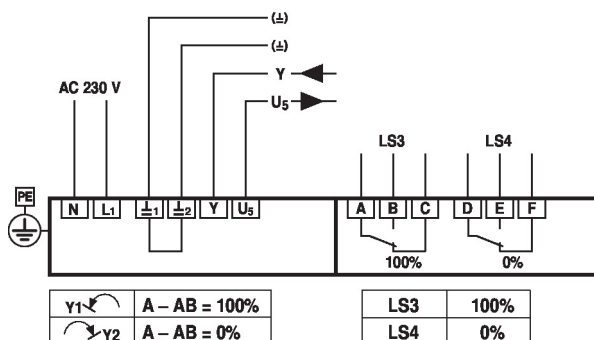 (⊥)
(⊥)
Y
AC 230 V
U5
LS3 LS4
PE
N L1 ⊥1 ⊥2 Y U5 A B C D E F
100% 0%
Y1 A – AB = 100%
Y2 A – AB = 0%
LS3 100%
LS4 0%